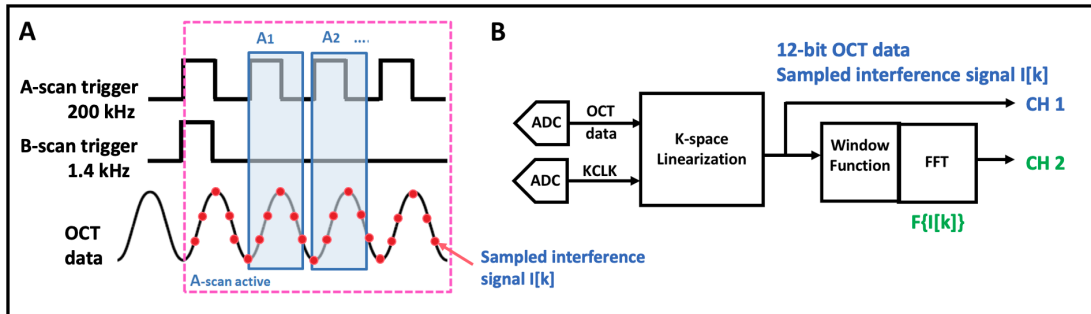 A
A1
A2
....
A-scan trigger
200 kHz
B-scan trigger
1.4 kHz
OCT
data
A-scan active
Sampled interference
signal I[k]
B
12-bit OCT data
Sampled interference signal I[k]
ADC
OCT
data
ADC
KCLK
K-space
Linearization
CH 1
Window
Function
FFT
CH 2
F{I[k]}